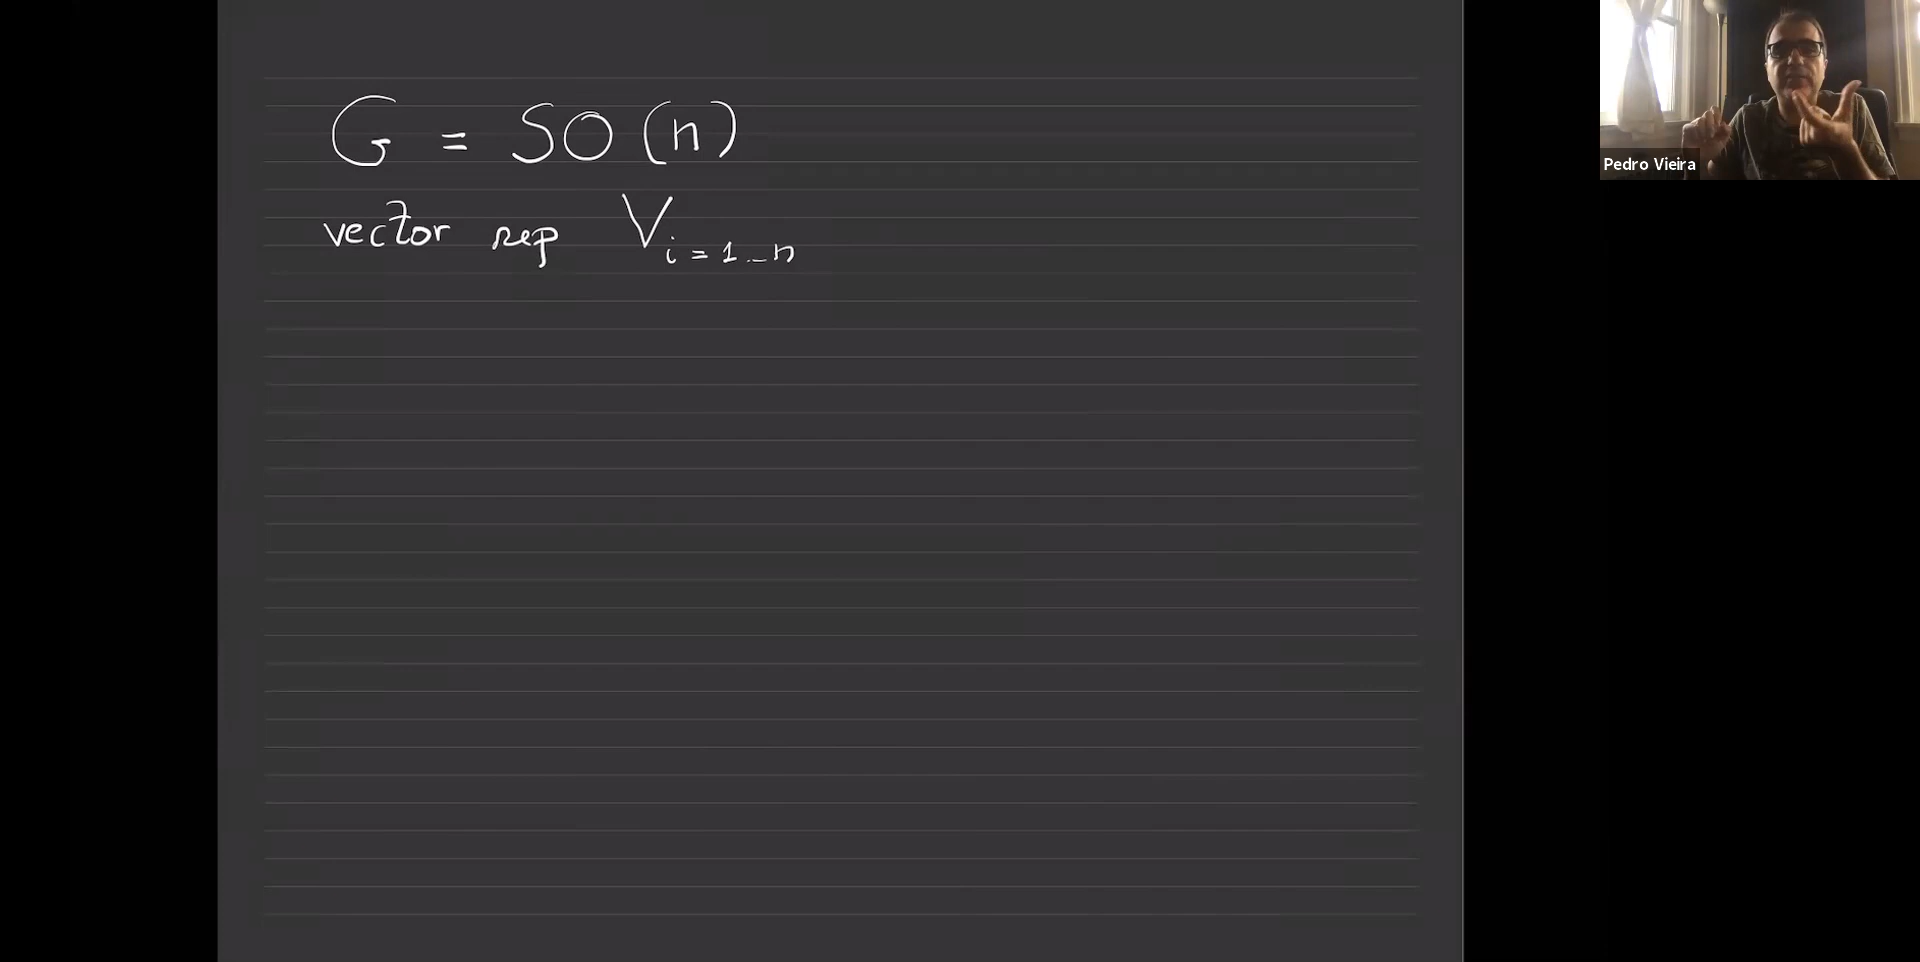 G = SO(n)
vector rep V_{i=1...n}
Pedro Vieira